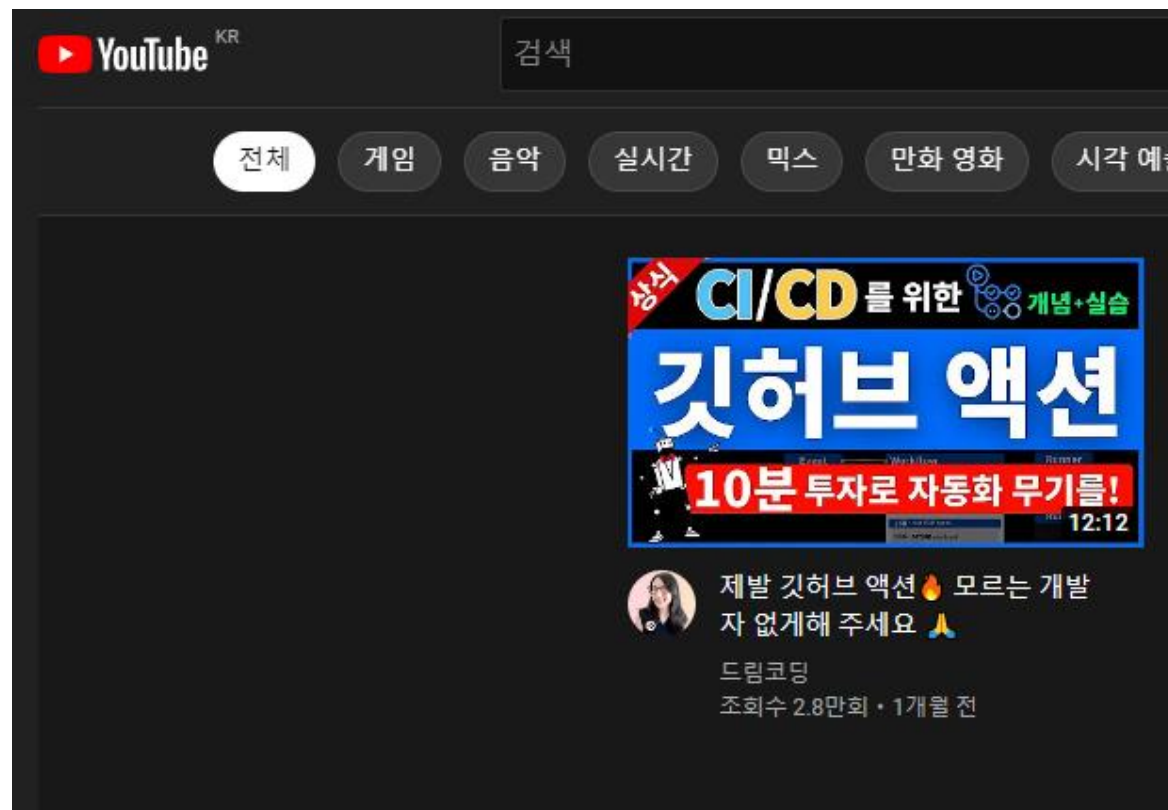 YouTube KR
검색
전체 게임 음악 실시간 믹스 만화 영화 시각
상식 CI/CD를 위한 개념+실습
깃허브 액션
Event Workflow Runner
10분 투자로 자동화 무기를!
12:12
제발 깃허브 액션🔥 모르는 개발
자 없게해 주세요 🙏
드림코딩
조회수 2.8만회 • 1개월 전